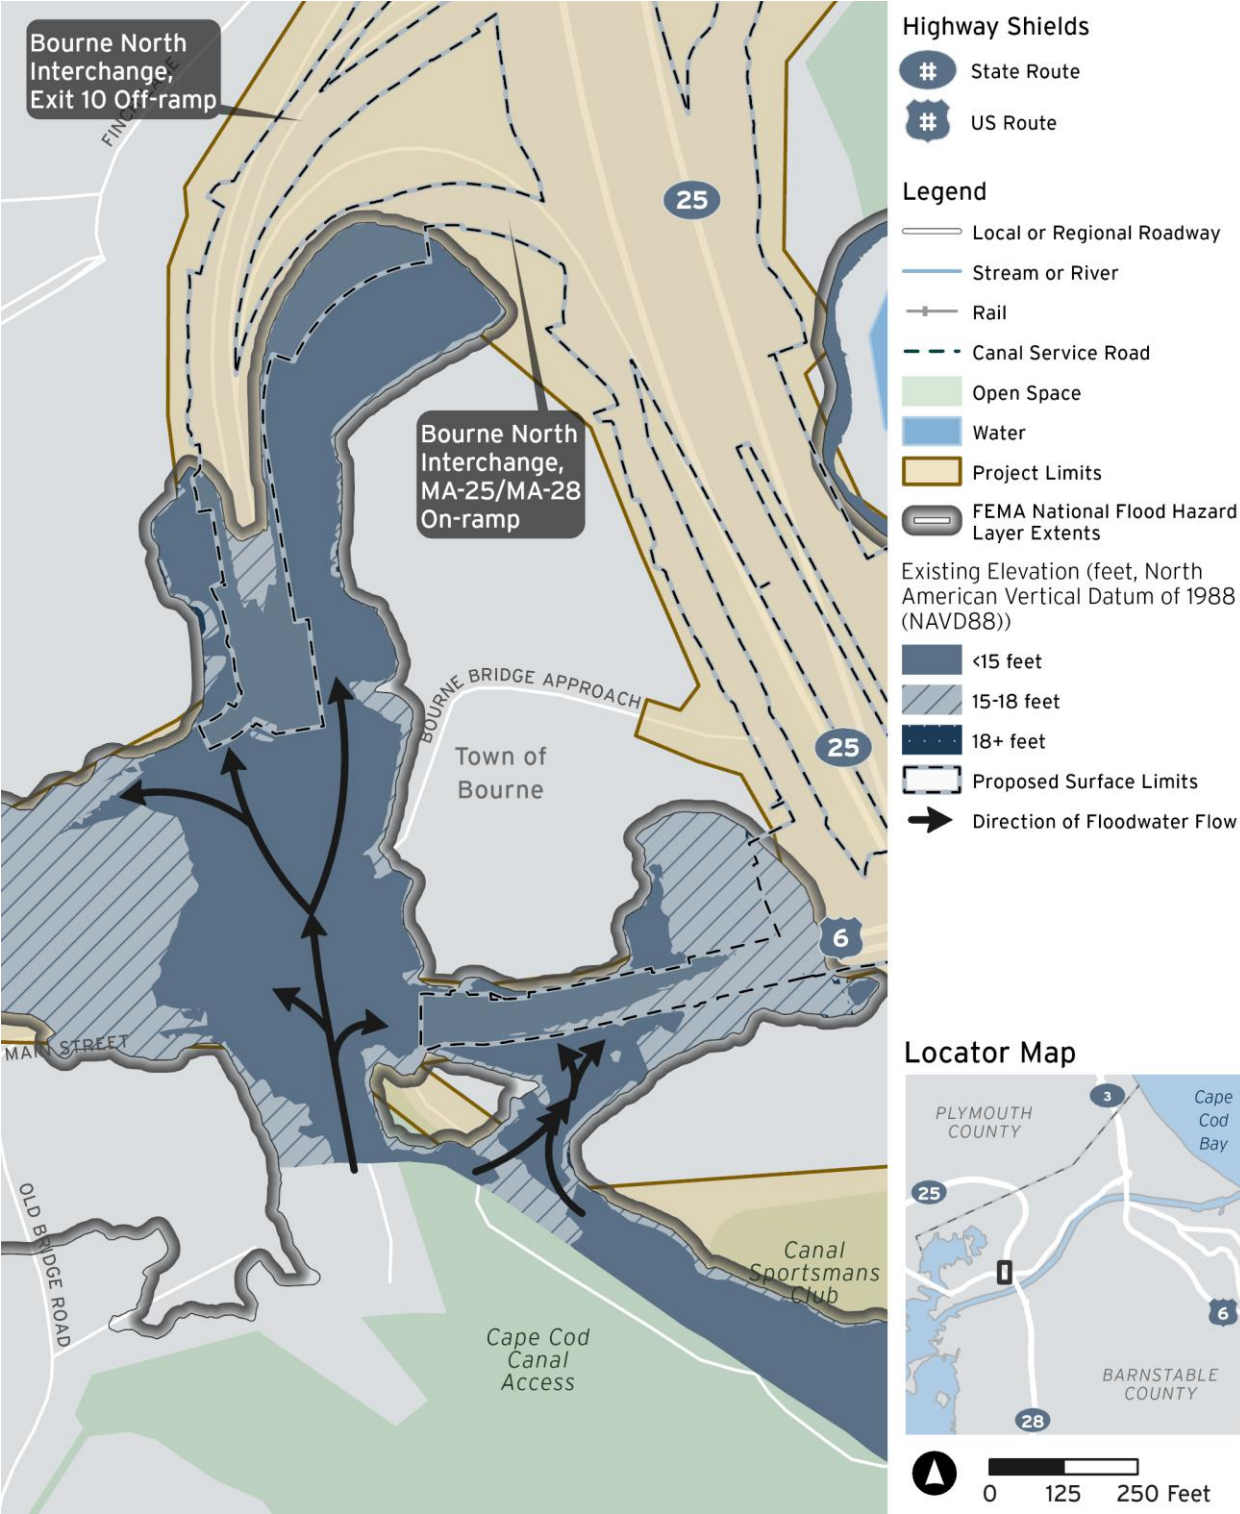 Bourne North
Interchange,
Exit 10 Off-ramp
25
Bourne North
Interchange,
MA-25/MA-28
On-ramp
BOURNE BRIDGE APPROACH
Town of
Bourne
25
6
MAIN STREET
OLD BRIDGE ROAD
Canal
Sportsmans
Club
Cape Cod
Canal
Access
Highway Shields
# State Route
# US Route
Legend
Local or Regional Roadway
Stream or River
Rail
Canal Service Road
Open Space
Water
Project Limits
FEMA National Flood Hazard
Layer Extents
Existing Elevation (feet, North
American Vertical Datum of 1988
(NAVD88))
<15 feet
15-18 feet
18+ feet
Proposed Surface Limits
Direction of Floodwater Flow
Locator Map
PLYMOUTH
COUNTY
3
Cape
Cod
Bay
25
6
BARNSTABLE
COUNTY
28
0 125 250 Feet